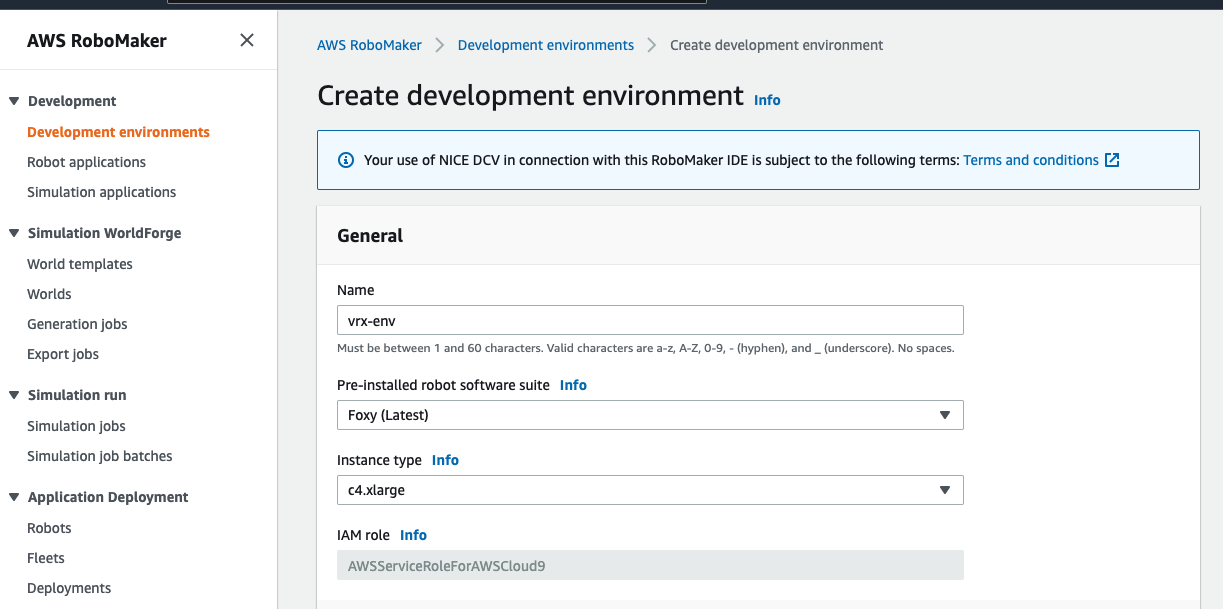 AWS RoboMaker
Development
Development environments
Robot applications
Simulation applications
Simulation WorldForge
World templates
Worlds
Generation jobs
Export jobs
Simulation run
Simulation jobs
Simulation job batches
Application Deployment
Robots
Fleets
Deployments
AWS RoboMaker > Development environments > Create development environment
Create development environment Info
Your use of NICE DCV in connection with this RoboMaker IDE is subject to the following terms: Terms and conditions
General
Name
vrx-env
Must be between 1 and 60 characters. Valid characters are a-z, A-Z, 0-9, - (hyphen), and _ (underscore). No spaces.
Pre-installed robot software suite Info
Foxy (Latest)
Instance type Info
c4.xlarge
IAM role Info
AWSServiceRoleForAWSCloud9